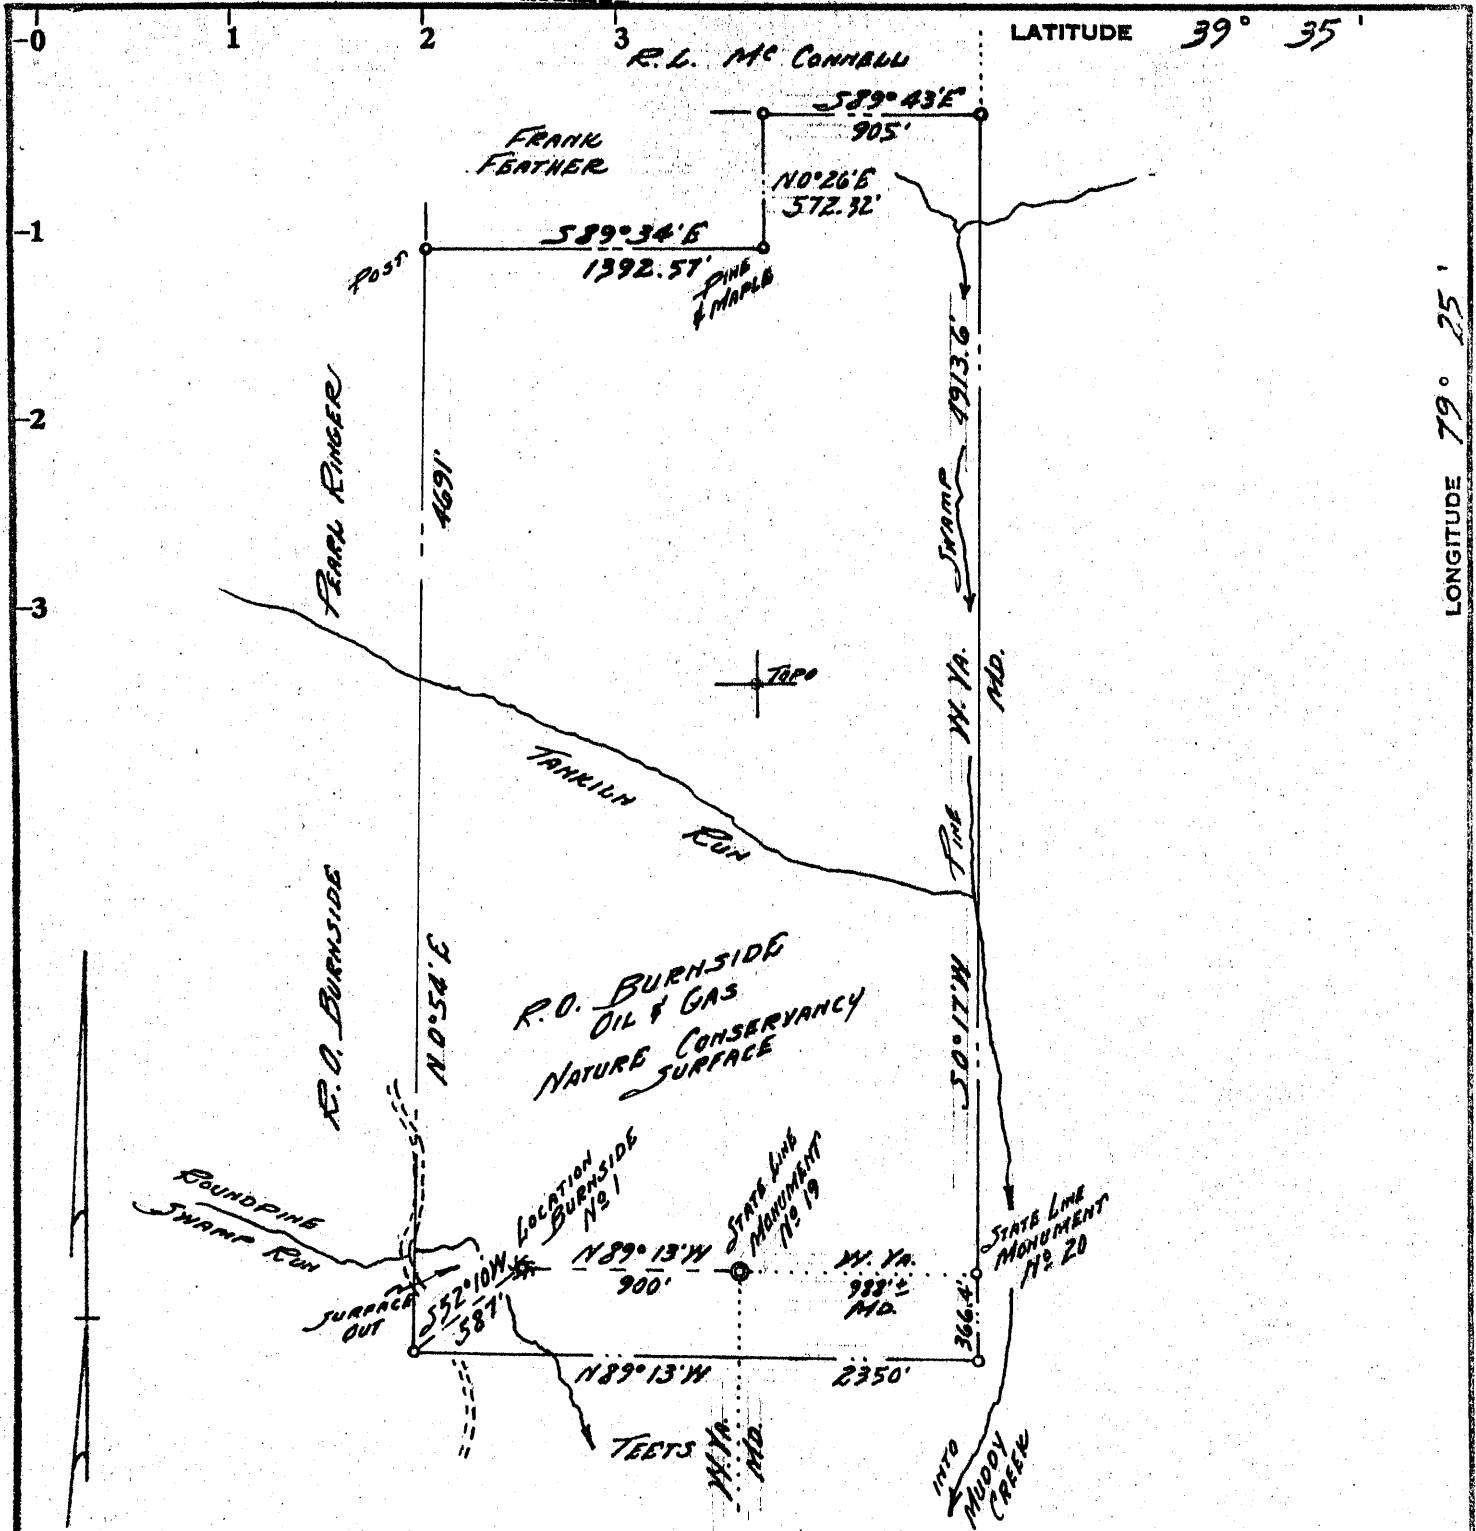 0
1
2
3
LATITUDE 39° 35'
R.L. Mc CONNELL
S89°43'E
905'
FRANK
FEATHER
N0°26'E
572.32'
1
S89°34'E
1392.57'
POST
PINE
& MAPLE
LONGITUDE 79° 25'
4913.6'
2
PEARL RINGER
4691'
SWAMP
3
TOPO
W. VA.
MD.
TANKILN
RUN
PINE
R.O. BURNSIDE
N0°54'E
R.O. BURNSIDE
OIL & GAS
NATURE CONSERVANCY
SURFACE
S0°17'W
ROUNDPINE
SWAMP RUN
LOCATION
BURNSIDE
No 1
STATE LINE
MONUMENT
No 19
STATE LINE
MONUMENT
No 20
N89°13'W
900'
W. VA.
988'±
MD.
SURFACE
OUT
S52°10'W
587'
366.4'
N89°13'W
2350'
TEETS
W. VA.
MD.
INTO
MUDDY
CREEK